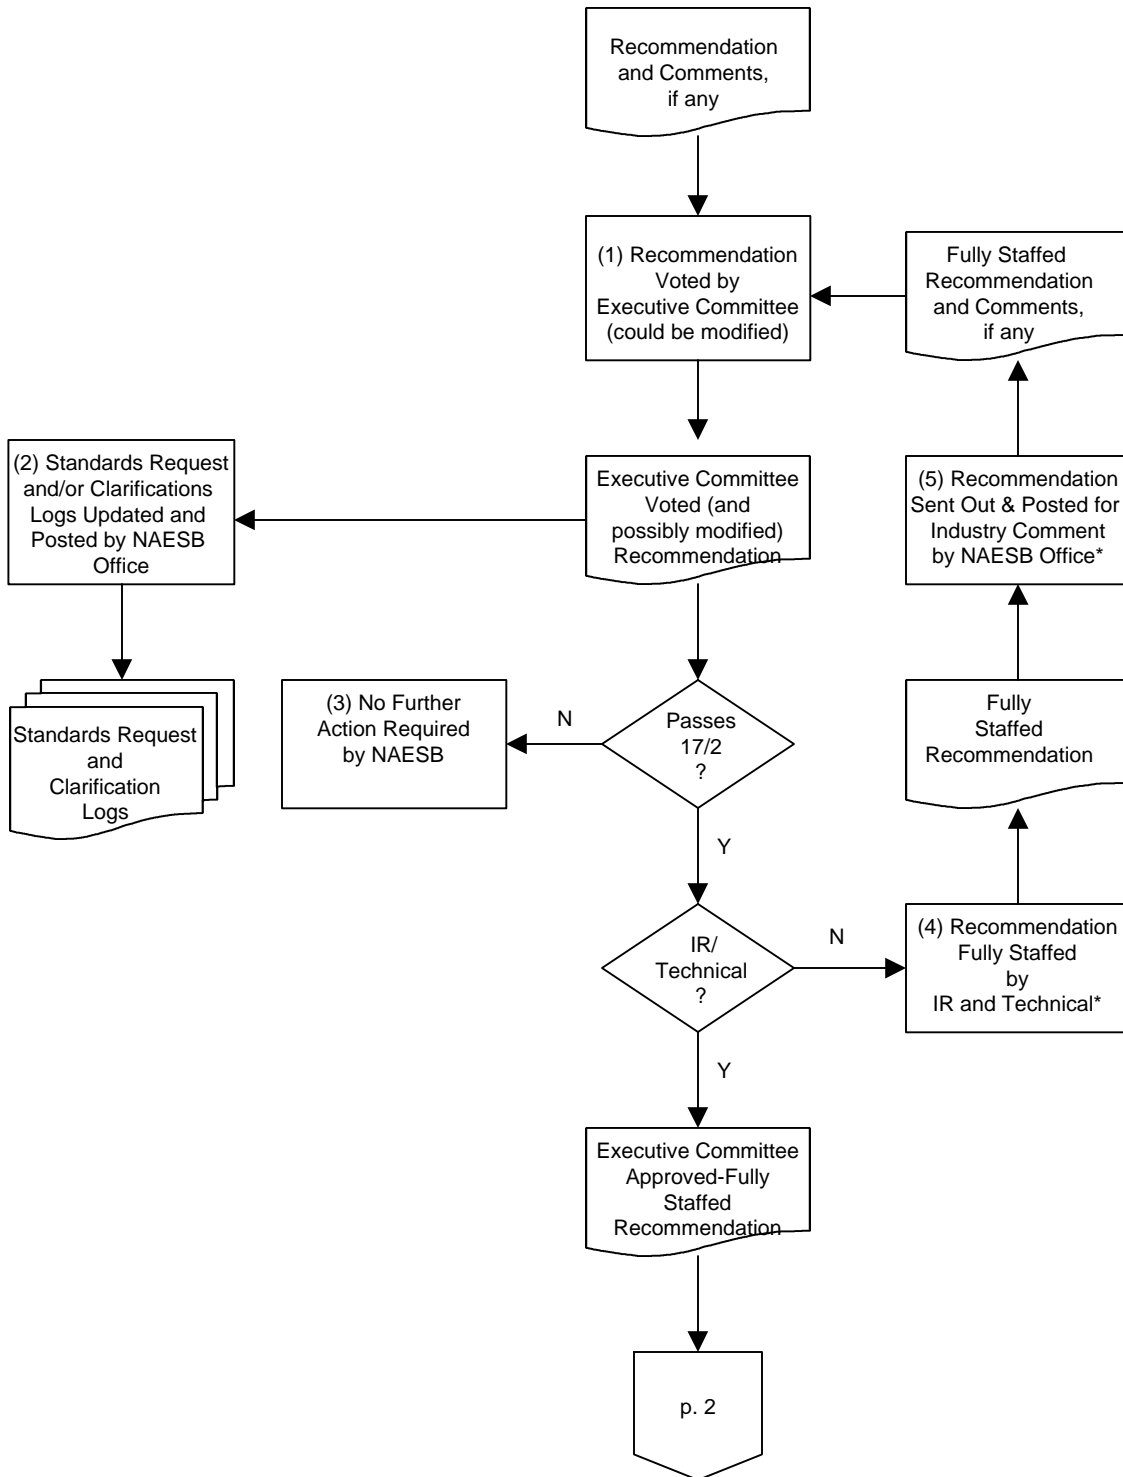 Recommendation
and Comments,
if any
(1) Recommendation
Voted by
Executive Committee
(could be modified)
Fully Staffed
Recommendation
and Comments,
if any
(2) Standards Request
and/or Clarifications
Logs Updated and
Posted by NAESB
Office
Executive Committee
Voted (and
possibly modified)
Recommendation
(5) Recommendation
Sent Out & Posted for
Industry Comment
by NAESB Office*
Standards Request
and
Clarification
Logs
(3) No Further
Action Required
by NAESB
N
Passes
17/2
?
Fully
Staffed
Recommendation
Y
IR/
Technical
?
N
(4) Recommendation
Fully Staffed
by
IR and Technical*
Y
Executive Committee
Approved-Fully
Staffed
Recommendation
p. 2